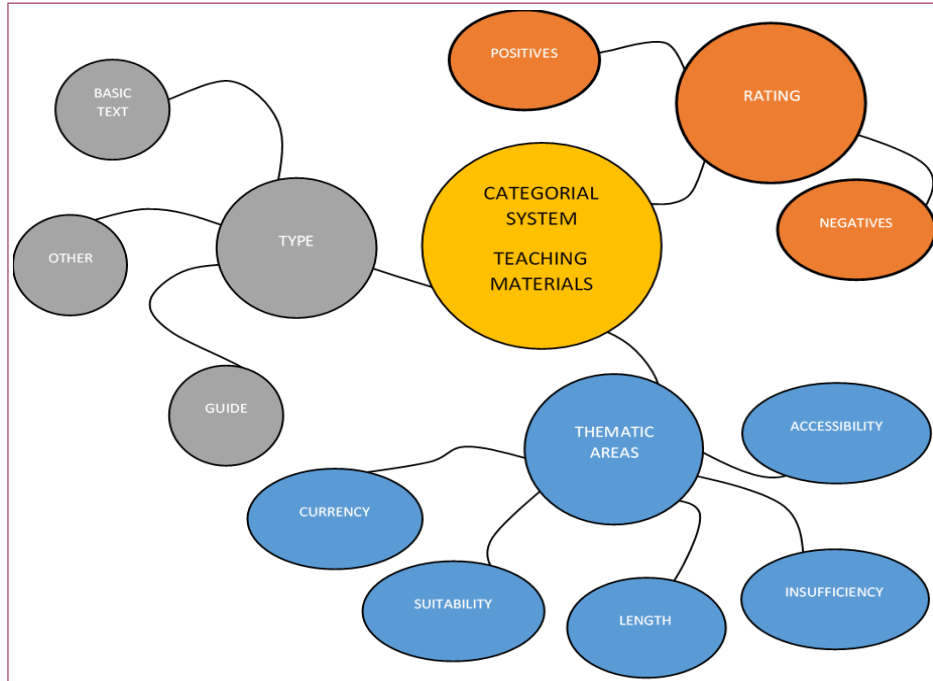 POSITIVES
RATING
BASIC
TEXT
CATEGORIAL
SYSTEM
TEACHING
MATERIALS
NEGATIVES
TYPE
OTHER
GUIDE
THEMATIC
AREAS
ACCESSIBILITY
CURRENCY
SUITABILITY
LENGTH
INSUFFICIENCY